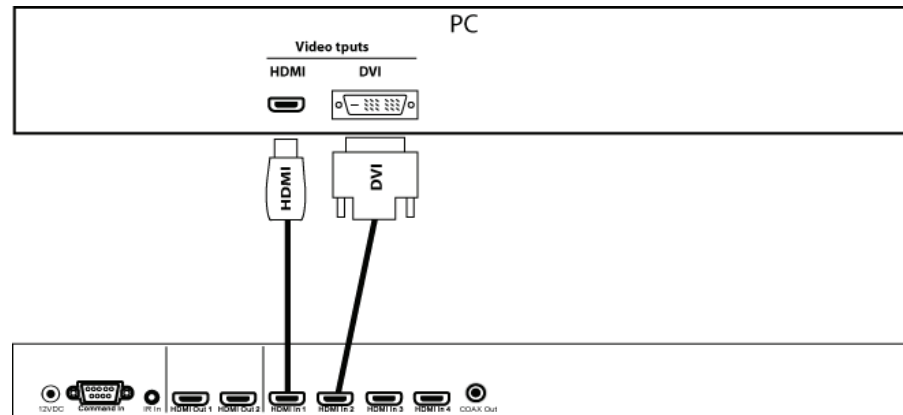 PC
Video tputs
HDMI DVI
HDMI DVI
12VDC Command In IR In HDMI Out 1 HDMI Out 2 HDMI In 1 HDMI In 2 HDMI In 3 HDMI In 4 COAX Out